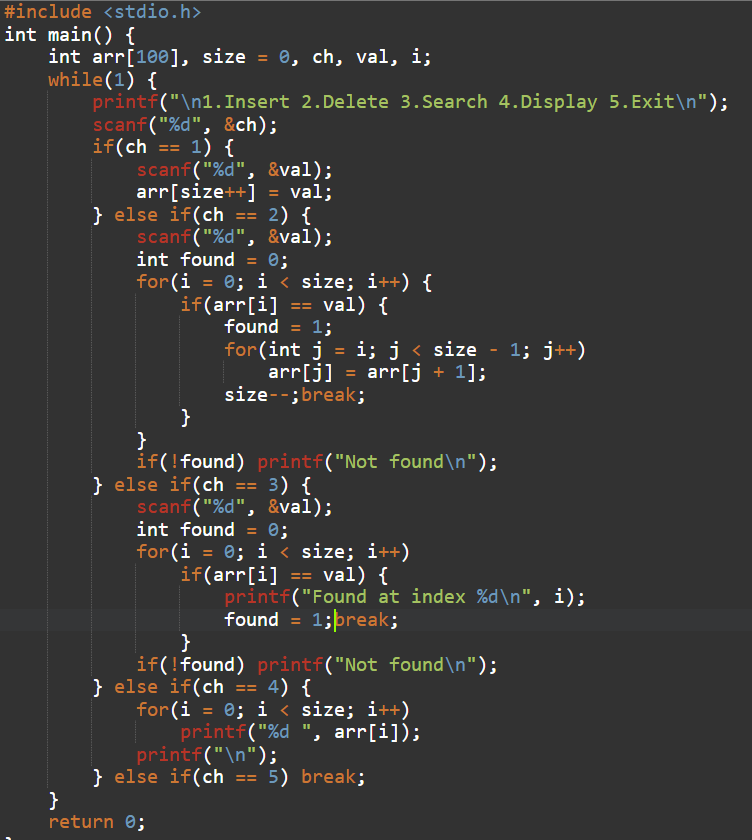 #include <stdio.h>
int main() {
    int arr[100], size = 0, ch, val, i;
    while(1) {
        printf("\n1.Insert 2.Delete 3.Search 4.Display 5.Exit\n");
        scanf("%d", &ch);
        if(ch == 1) {
            scanf("%d", &val);
            arr[size++] = val;
        } else if(ch == 2) {
            scanf("%d", &val);
            int found = 0;
            for(i = 0; i < size; i++) {
                if(arr[i] == val) {
                    found = 1;
                    for(int j = i; j < size - 1; j++)
                        arr[j] = arr[j + 1];
                    size--;break;
                }
            }
            if(!found) printf("Not found\n");
        } else if(ch == 3) {
            scanf("%d", &val);
            int found = 0;
            for(i = 0; i < size; i++)
                if(arr[i] == val) {
                    printf("Found at index %d\n", i);
                    found = 1;break;
                }
            if(!found) printf("Not found\n");
        } else if(ch == 4) {
            for(i = 0; i < size; i++)
                printf("%d ", arr[i]);
            printf("\n");
        } else if(ch == 5) break;
    }
    return 0;